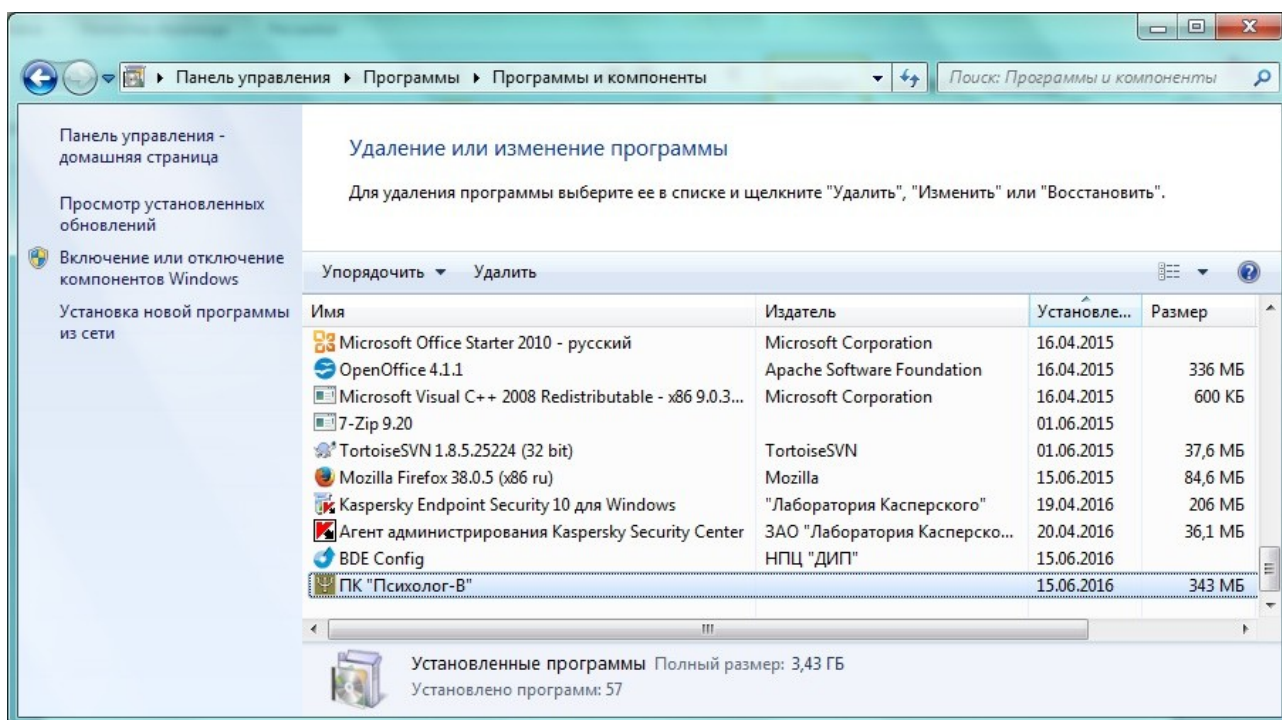 Панель управления ▸ Программы ▸ Программы и компоненты
Поиск: Программы и компоненты
Панель управления -
домашняя страница
Просмотр установленных
обновлений
Включение или отключение
компонентов Windows
Установка новой программы
из сети
Удаление или изменение программы
Для удаления программы выберите ее в списке и щелкните "Удалить", "Изменить" или "Восстановить".
Упорядочить Удалить
Имя Издатель Установле... Размер
Microsoft Office Starter 2010 - русский Microsoft Corporation 16.04.2015
OpenOffice 4.1.1 Apache Software Foundation 16.04.2015 336 МБ
Microsoft Visual C++ 2008 Redistributable - x86 9.0.3... Microsoft Corporation 16.04.2015 600 КБ
7-Zip 9.20 01.06.2015
TortoiseSVN 1.8.5.25224 (32 bit) TortoiseSVN 01.06.2015 37,6 МБ
Mozilla Firefox 38.0.5 (x86 ru) Mozilla 15.06.2015 84,6 МБ
Kaspersky Endpoint Security 10 для Windows "Лаборатория Касперского" 19.04.2016 206 МБ
Агент администрирования Kaspersky Security Center ЗАО "Лаборатория Касперско... 20.04.2016 36,1 МБ
BDE Config НПЦ "ДИП" 15.06.2016
ПК "Психолог-В" 15.06.2016 343 МБ
Установленные программы Полный размер: 3,43 ГБ
Установлено программ: 57